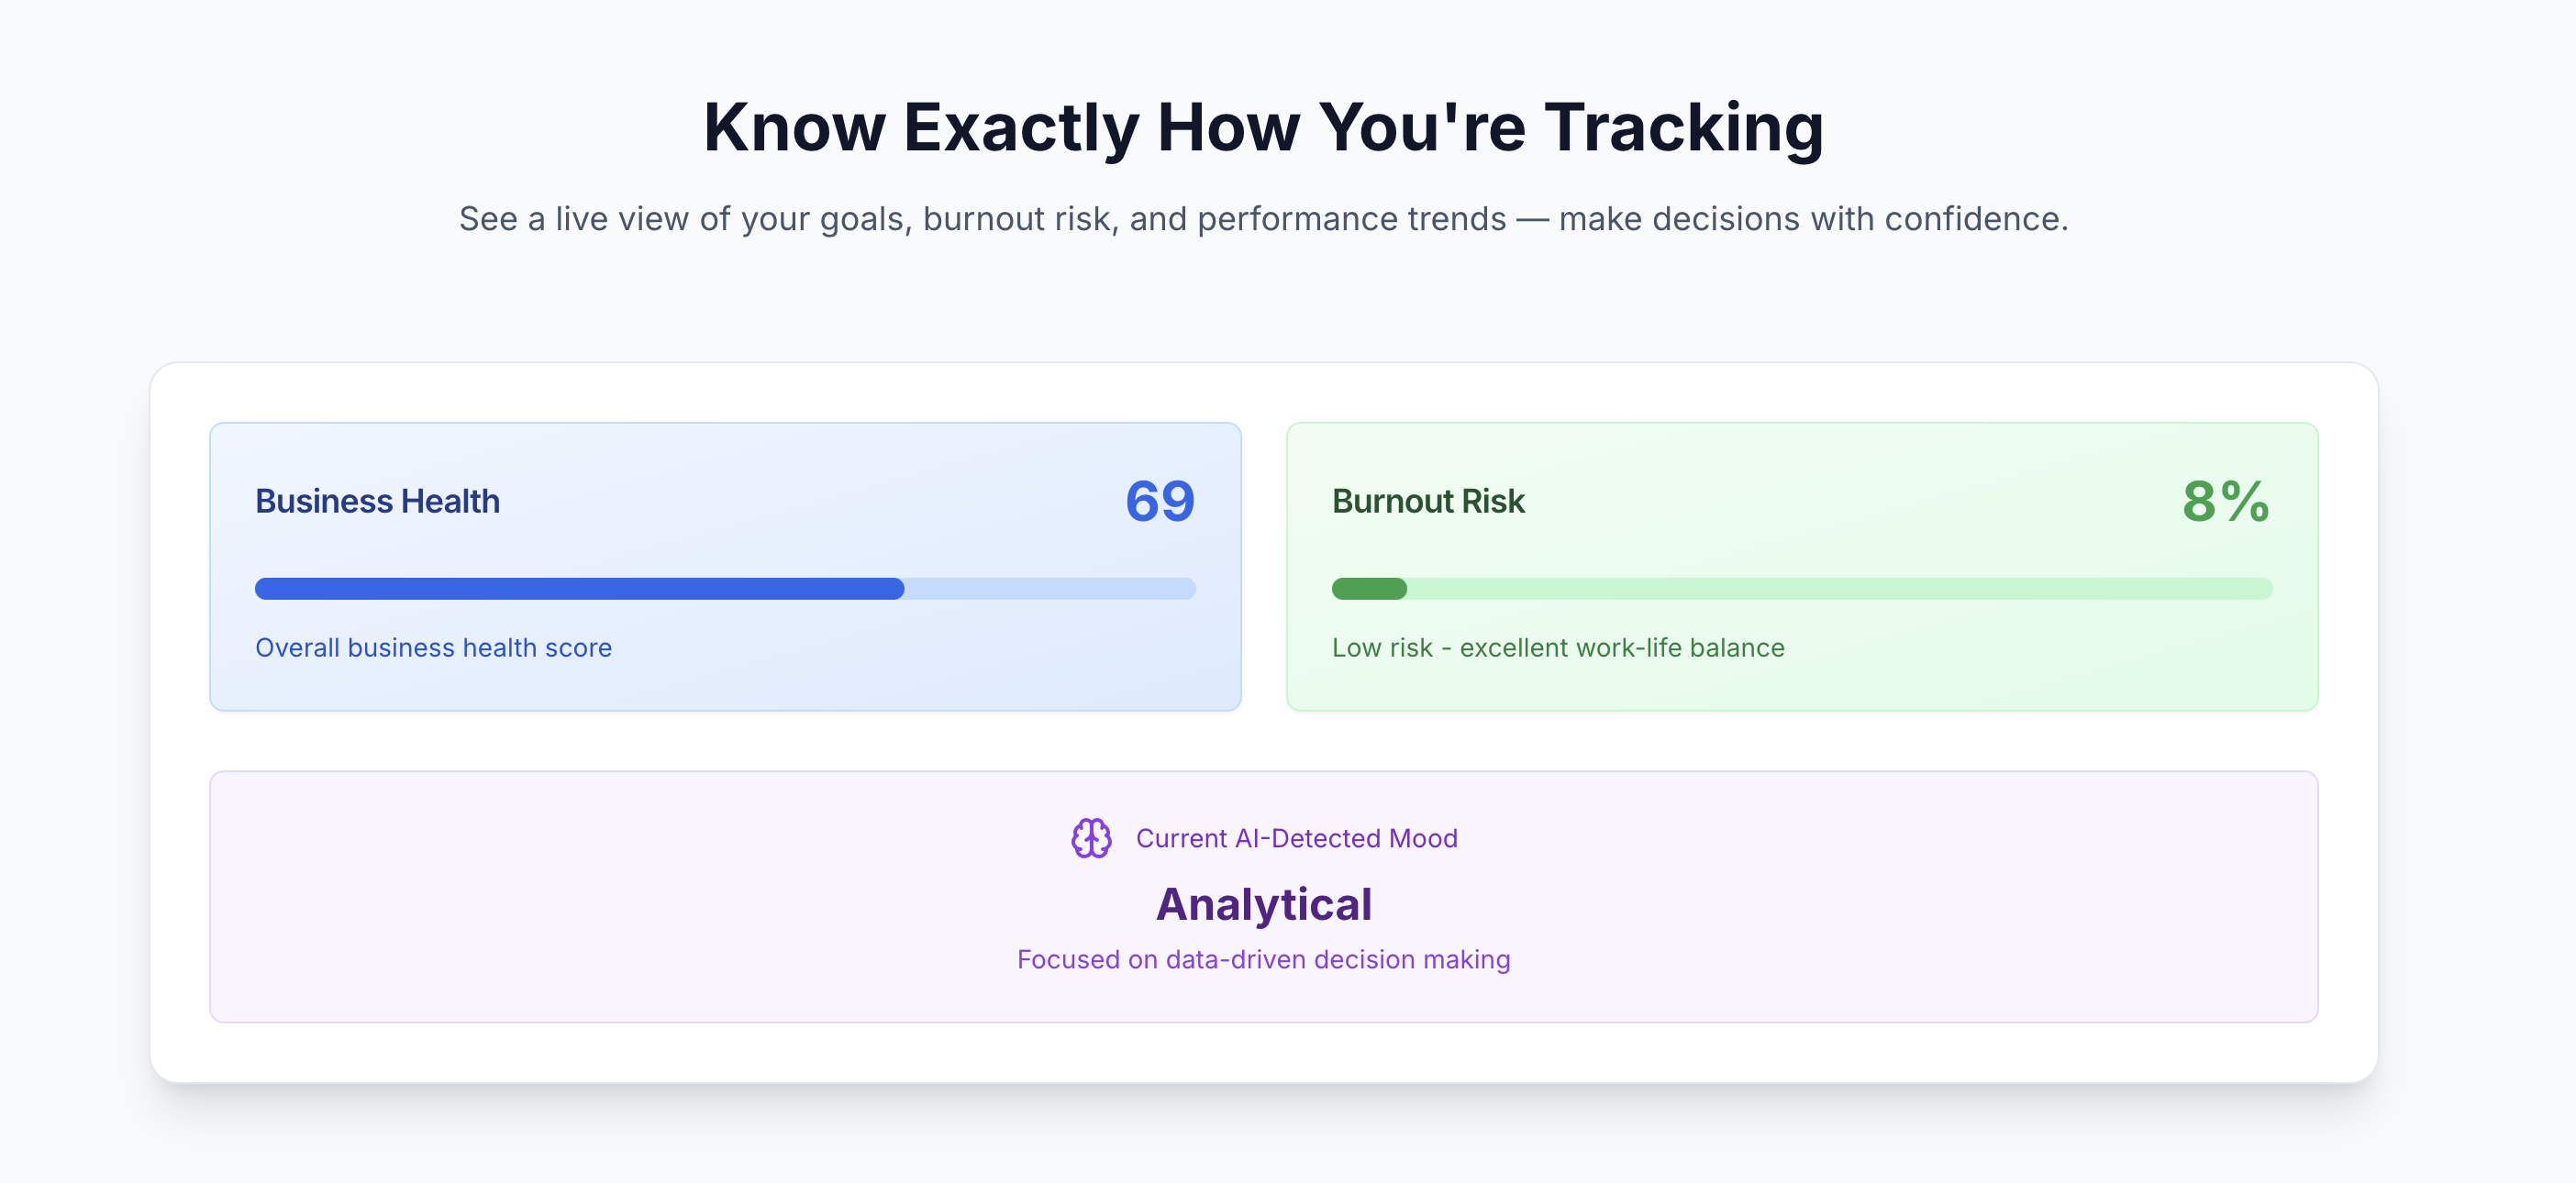 Know Exactly How You're Tracking
See a live view of your goals, burnout risk, and performance trends — make decisions with confidence.
Business Health
69
Overall business health score
Burnout Risk
8%
Low risk - excellent work-life balance
Current AI-Detected Mood
Analytical
Focused on data-driven decision making